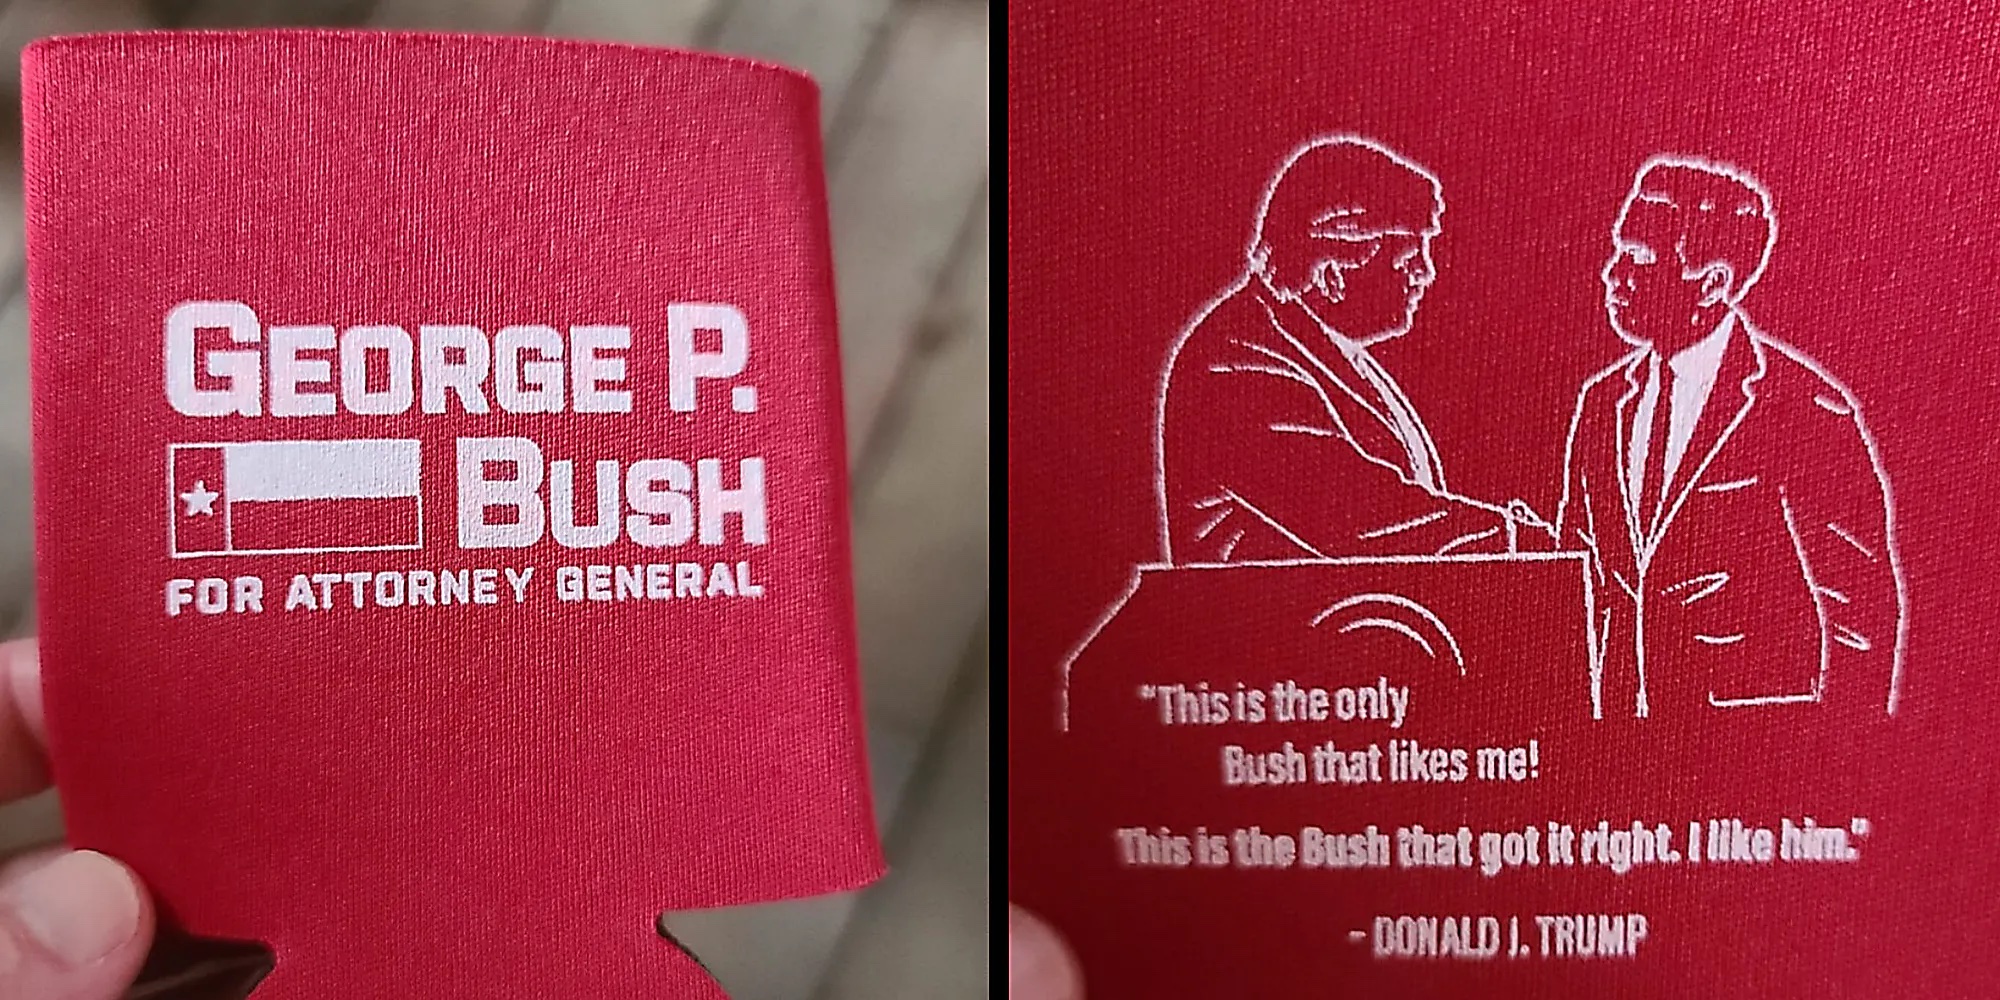 GEORGE P.
BUSH
FOR ATTORNEY GENERAL
"This is the only
Bush that likes me!
This is the Bush that got it right. I like him."
- DONALD J. TRUMP